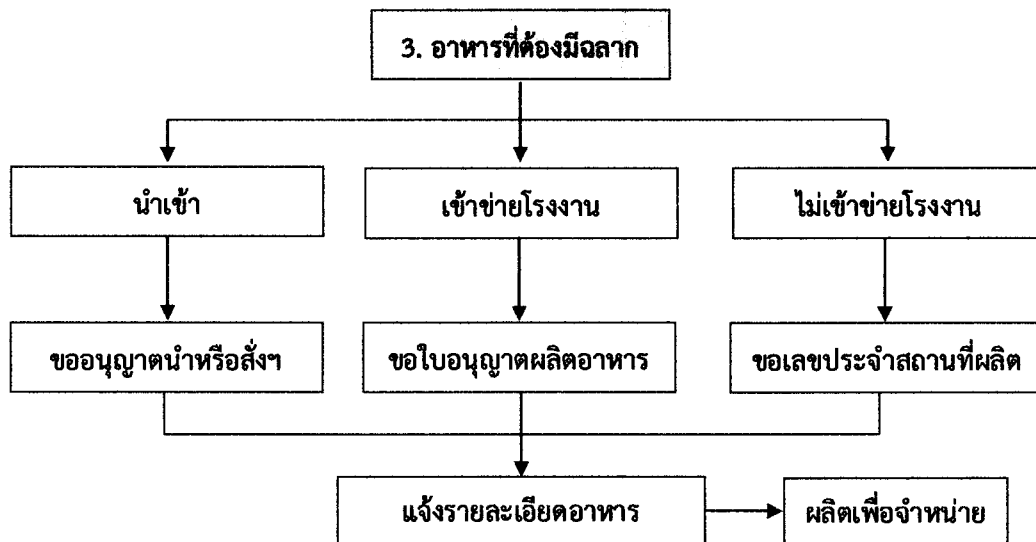 3. อาหารที่ต้องมีฉลาก
นำเข้า
เข้าข่ายโรงงาน
ไม่เข้าข่ายโรงงาน
ขออนุญาตนำหรือสั่งฯ
ขอใบอนุญาตผลิตอาหาร
ขอเลขประจำสถานที่ผลิต
แจ้งรายละเอียดอาหาร
ผลิตเพื่อจำหน่าย